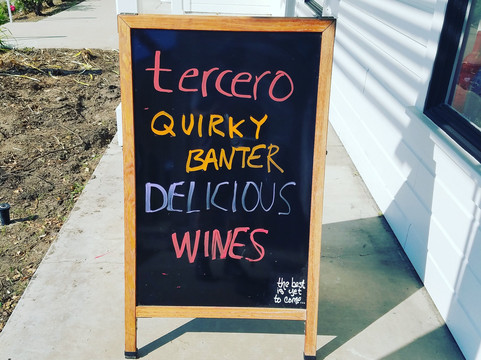 tercero
QUIRKY
BANTER
DELICIOUS
WINES
the best
is yet
to come...